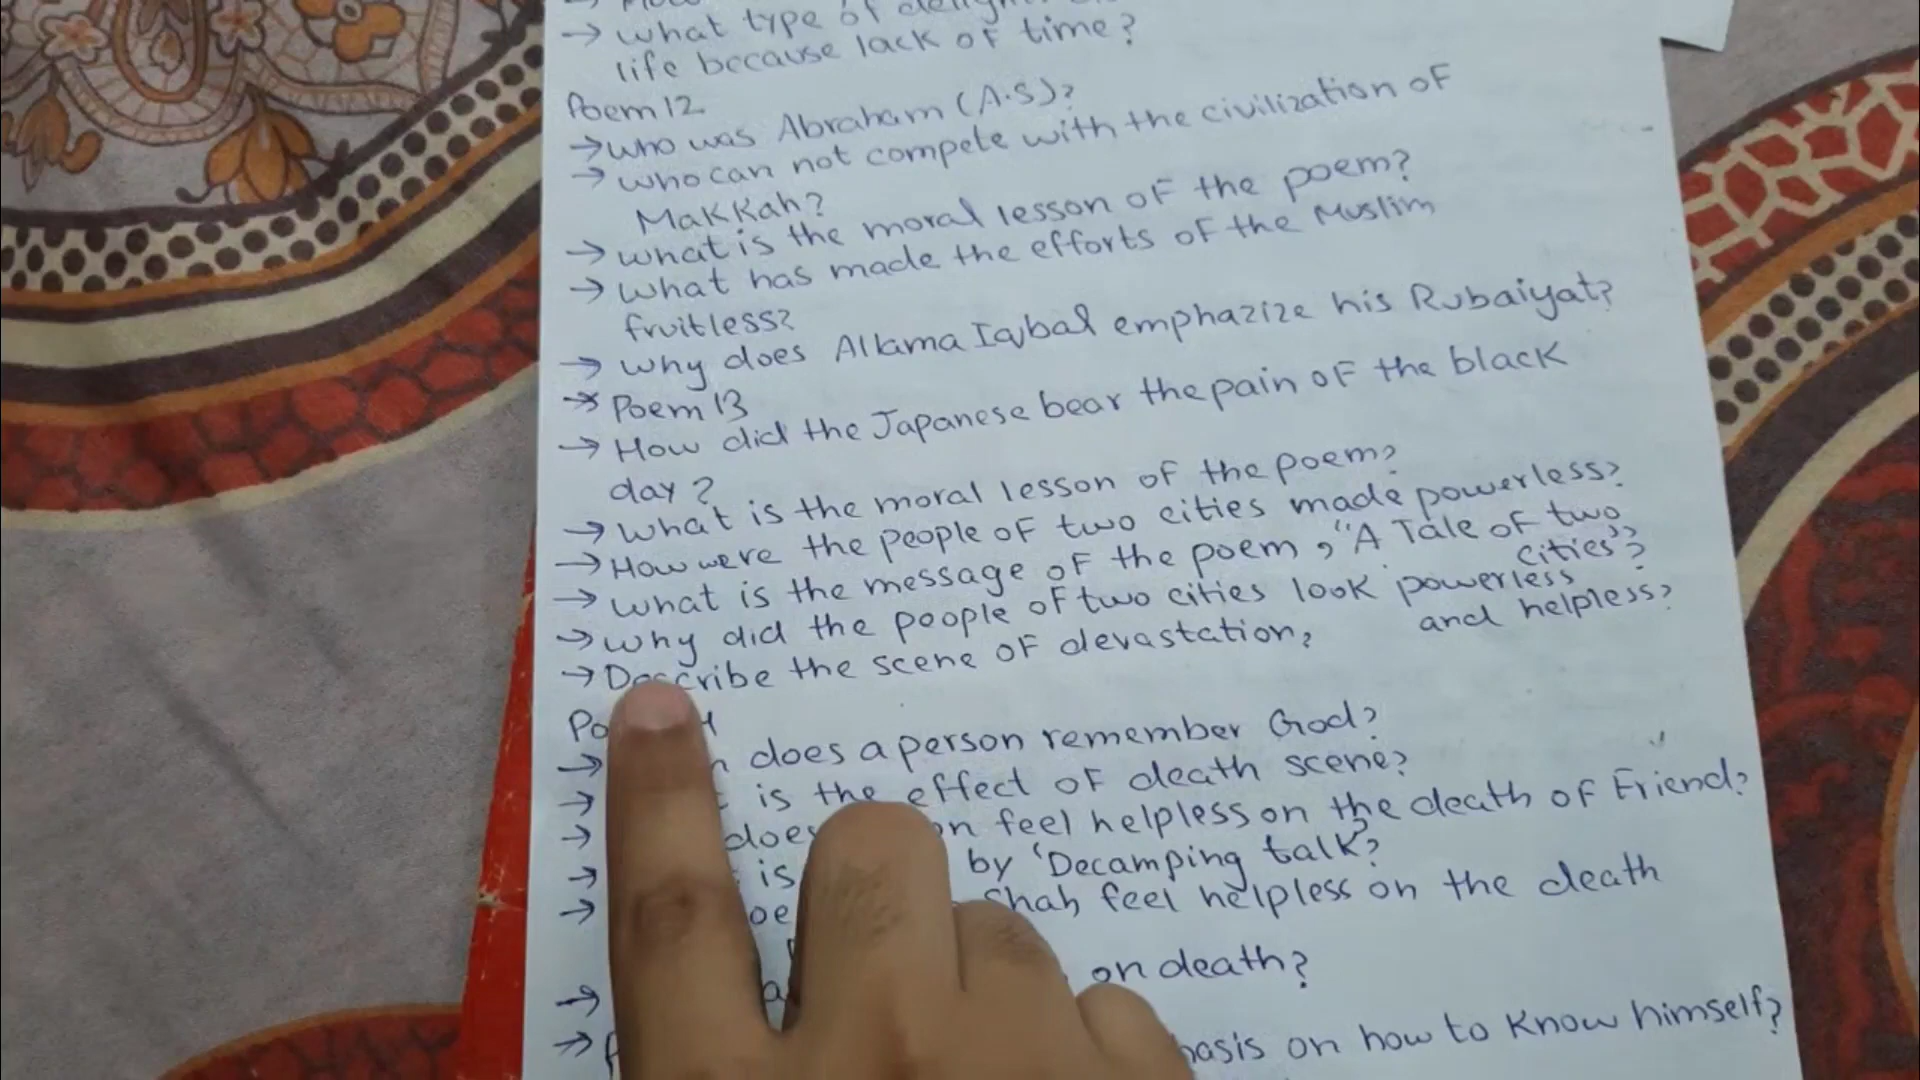 → what type of
life because lack of time?
Poem 12
→ who was Abraham (A.S)?
→ who can not compete with the civilization of
Makkah?
→ what is the moral lesson of the poem?
→ what has made the efforts of the Muslim
fruitless?
→ why does Allama Iqbal emphazize his Rubaiyat?
→ Poem 13
→ How did the Japanese bear the pain of the black
day?
→ what is the moral lesson of the poem?
→ How were the people of two cities made powerless?
→ what is the message of the poem, "A Tale of two
cities"?
→ why did the poople of two cities look powerless
and helpless?
→ Describe the scene of devastation?
→ does a person remember God?
→ is the effect of death scene?
→ feel helpless on the death of Friend?
→ is by 'Decamping talk?
→ Shah feel helpless on the death
→ on death?
→ on how to know himself?